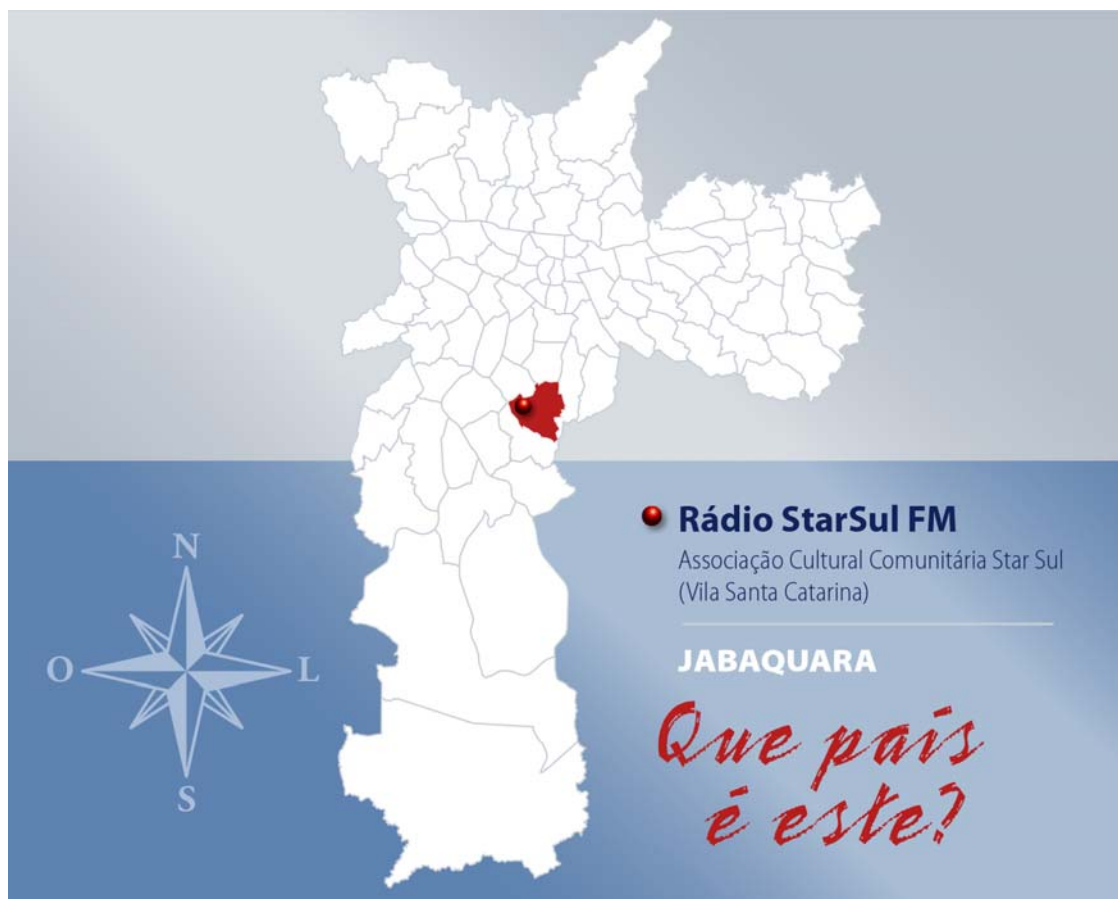 Rádio StarSul FM
Associação Cultural Comunitária Star Sul
(Vila Santa Catarina)
JABAQUARA
Que país
é este?
N
O
L
S